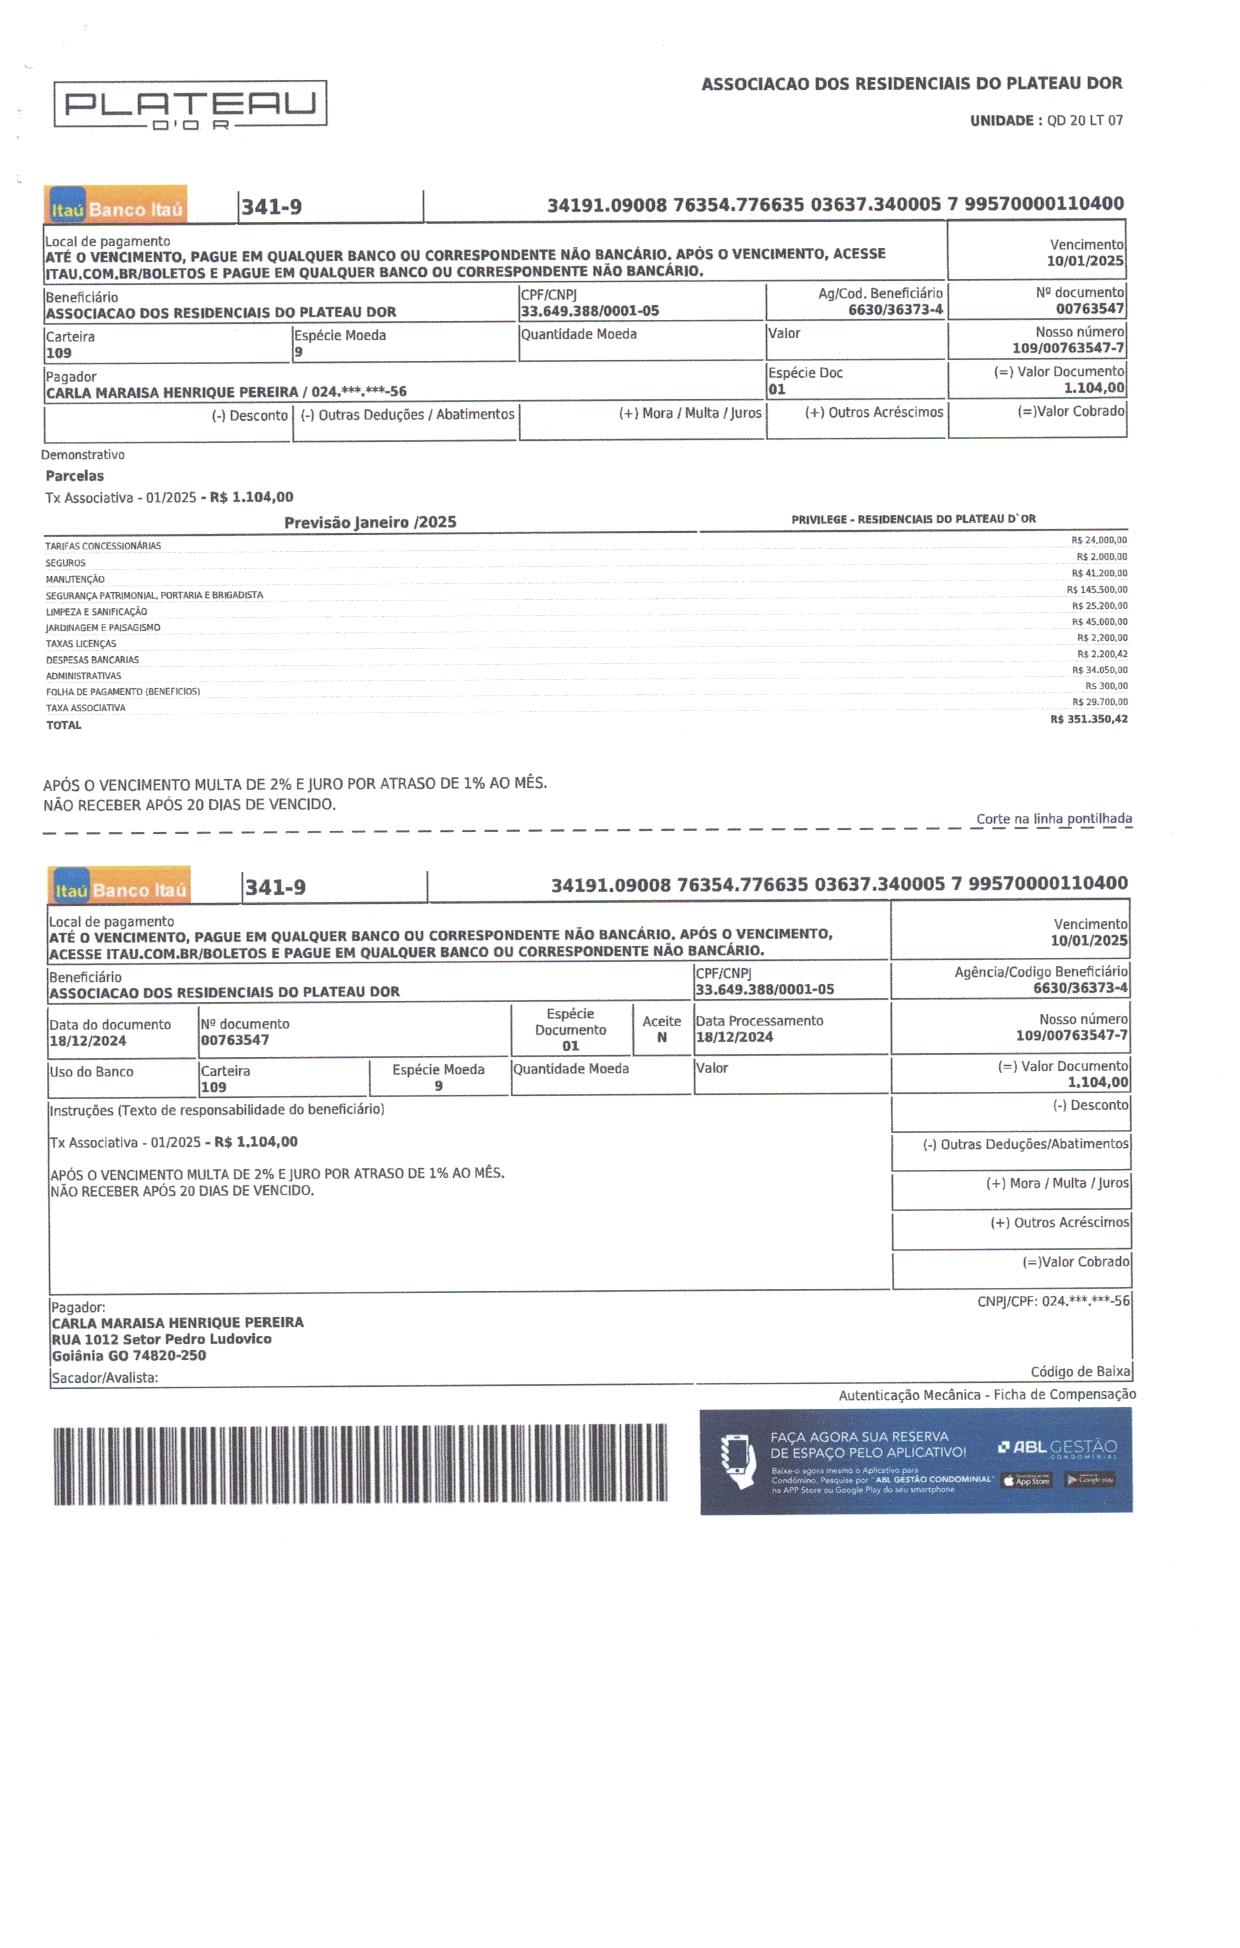 PLATEAU
D'OR
ASSOCIACAO DOS RESIDENCIAIS DO PLATEAU DOR
UNIDADE : QD 20 LT 07
Itaú Banco Itaú 341-9 34191.09008 76354.776635 03637.340005 7 99570000110400
Local de pagamento
ATÉ O VENCIMENTO, PAGUE EM QUALQUER BANCO OU CORRESPONDENTE NÃO BANCÁRIO. APÓS O VENCIMENTO, ACESSE
ITAU.COM.BR/BOLETOS E PAGUE EM QUALQUER BANCO OU CORRESPONDENTE NÃO BANCÁRIO.
Vencimento
10/01/2025
Beneficiário CPF/CNPJ Ag/Cod. Beneficiário Nº documento
ASSOCIACAO DOS RESIDENCIAIS DO PLATEAU DOR 33.649.388/0001-05 6630/36373-4 00763547
Carteira Espécie Moeda Quantidade Moeda Valor Nosso número
109 9 109/00763547-7
Pagador Espécie Doc (=) Valor Documento
CARLA MARAISA HENRIQUE PEREIRA / 024.***.***-56 01 1.104,00
(-) Desconto (-) Outras Deduções / Abatimentos (+) Mora / Multa / Juros (+) Outros Acréscimos (=)Valor Cobrado
Demonstrativo
Parcelas
Tx Associativa - 01/2025 - R$ 1.104,00
Previsão Janeiro /2025 PRIVILEGE - RESIDENCIAIS DO PLATEAU D`OR
TARIFAS CONCESSIONÁRIAS R$ 24.000,00
SEGUROS R$ 2.000,00
MANUTENÇÃO R$ 41.200,00
SEGURANÇA PATRIMONIAL, PORTARIA E BRIGADISTA R$ 145.500,00
LIMPEZA E SANIFICAÇÃO R$ 25.200,00
JARDINAGEM E PAISAGISMO R$ 45.000,00
TAXAS LICENÇAS R$ 2.200,00
DESPESAS BANCARIAS R$ 2.200,42
ADMINISTRATIVAS R$ 34.050,00
FOLHA DE PAGAMENTO (BENEFICIOS) R$ 300,00
TAXA ASSOCIATIVA R$ 29.700,00
TOTAL R$ 351.350,42
APÓS O VENCIMENTO MULTA DE 2% E JURO POR ATRASO DE 1% AO MÊS.
NÃO RECEBER APÓS 20 DIAS DE VENCIDO.
Corte na linha pontilhada
Itaú Banco Itaú 341-9 34191.09008 76354.776635 03637.340005 7 99570000110400
Local de pagamento
ATÉ O VENCIMENTO, PAGUE EM QUALQUER BANCO OU CORRESPONDENTE NÃO BANCÁRIO. APÓS O VENCIMENTO,
ACESSE ITAU.COM.BR/BOLETOS E PAGUE EM QUALQUER BANCO OU CORRESPONDENTE NÃO BANCÁRIO.
Vencimento
10/01/2025
Beneficiário CPF/CNPJ Agência/Codigo Beneficiário
ASSOCIACAO DOS RESIDENCIAIS DO PLATEAU DOR 33.649.388/0001-05 6630/36373-4
Data do documento Nº documento Espécie Documento Aceite Data Processamento Nosso número
18/12/2024 00763547 01 N 18/12/2024 109/00763547-7
Uso do Banco Carteira Espécie Moeda Quantidade Moeda Valor (=) Valor Documento
109 9 1.104,00
Instruções (Texto de responsabilidade do beneficiário) (-) Desconto
Tx Associativa - 01/2025 - R$ 1.104,00 (-) Outras Deduções/Abatimentos
APÓS O VENCIMENTO MULTA DE 2% E JURO POR ATRASO DE 1% AO MÊS.
NÃO RECEBER APÓS 20 DIAS DE VENCIDO.
(+) Mora / Multa / Juros
(+) Outros Acréscimos
(=)Valor Cobrado
Pagador: CNPJ/CPF: 024.***.***-56
CARLA MARAISA HENRIQUE PEREIRA
RUA 1012 Setor Pedro Ludovico
Goiânia GO 74820-250
Sacador/Avalista: Código de Baixa
Autenticação Mecânica - Ficha de Compensação
FAÇA AGORA SUA RESERVA
DE ESPAÇO PELO APLICATIVO!
Baixe-o agora mesmo o Aplicativo para
Condômino, Pesquise por "ABL GESTÃO CONDOMINIAL"
na APP Store ou Google Play do seu smartphone
ABL GESTÃO
CONDOMINIAL
App Store
Google play